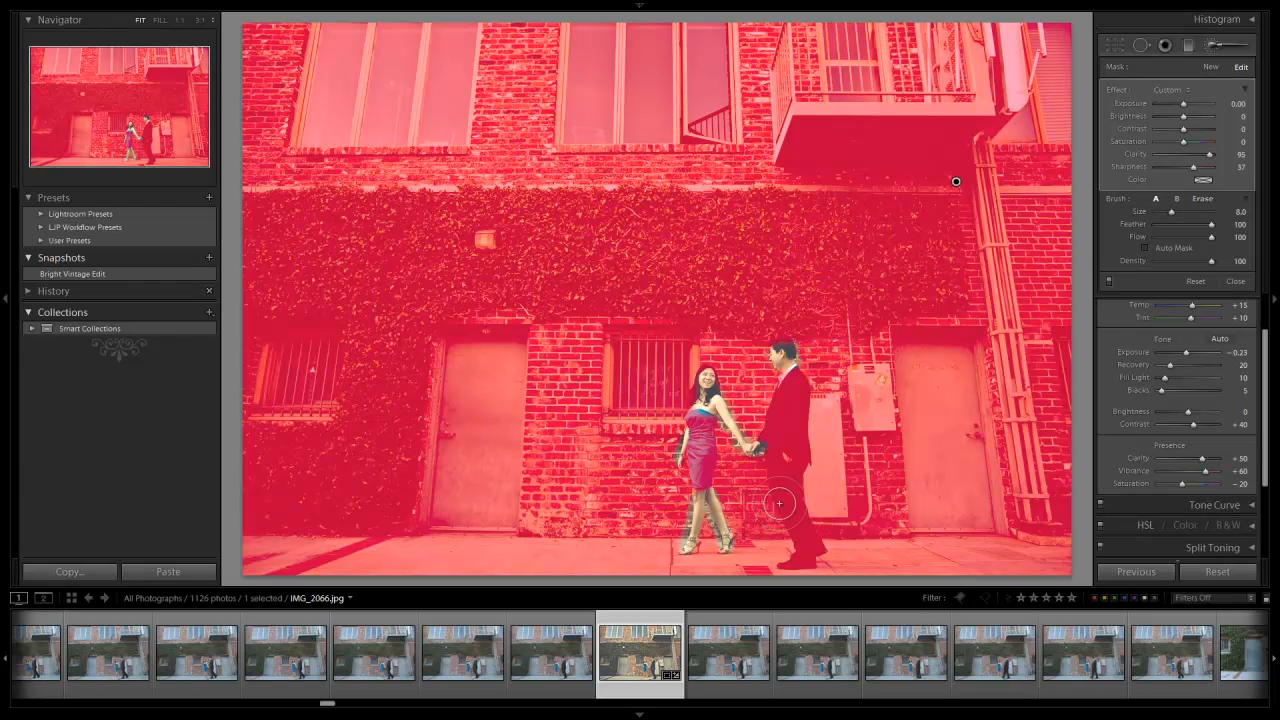 Navigator FIT FILL 1:1 3:1
Histogram
Mask : New Edit
Effect : Custom
Exposure 0.00
Brightness 0
Contrast 0
Saturation 0
Clarity 95
Sharpness 37
Color
Presets +
Lightroom Presets
LJP Workflow Presets
User Presets
Snapshots +
Bright Vintage Edit
History ×
Collections +
Smart Collections
Brush : A B Erase
Size 8.0
Feather 100
Flow 100
Auto Mask
Density 100
Reset Close
Temp + 15
Tint + 10
Tone Auto
Exposure − 0.23
Recovery 20
Fill Light 10
Blacks 5
Brightness 0
Contrast + 40
Presence
Clarity + 50
Vibrance + 60
Saturation − 20
Tone Curve
HSL / Color / B & W
Split Toning
Copy... Paste
Previous Reset
1 2 All Photographs / 1126 photos / 1 selected / IMG_2066.jpg
Filter : Filters Off